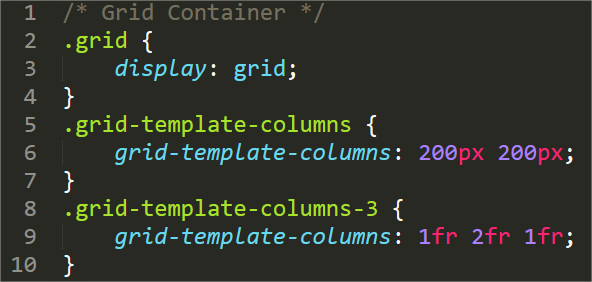 1 /* Grid Container */
2 .grid {
3     display: grid;
4 }
5 .grid-template-columns {
6     grid-template-columns: 200px 200px;
7 }
8 .grid-template-columns-3 {
9     grid-template-columns: 1fr 2fr 1fr;
10 }